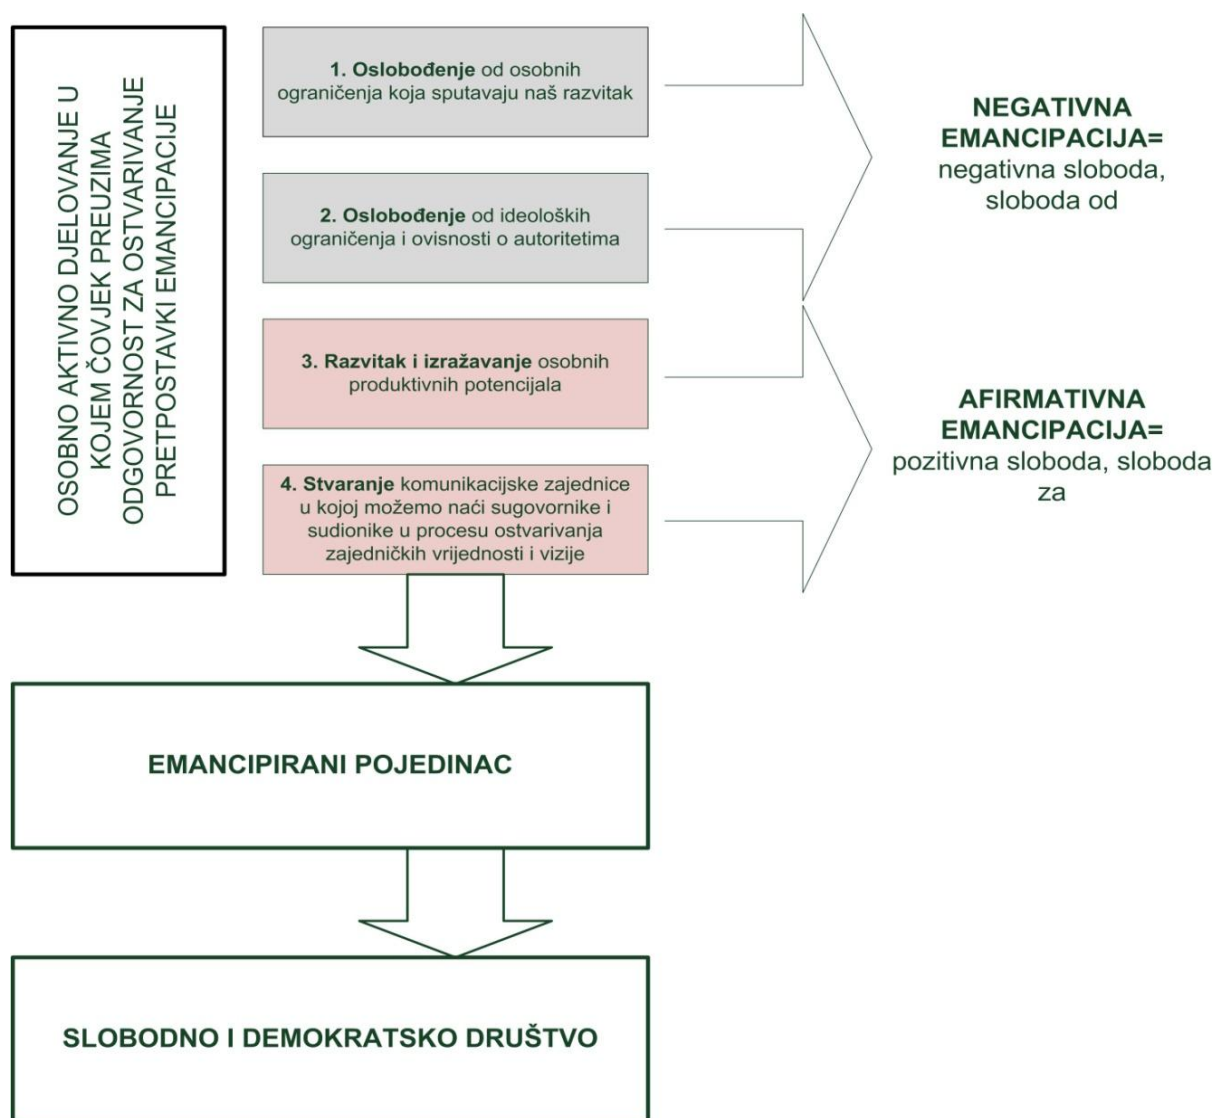 OSOBNO AKTIVNO DJELOVANJE U
KOJEM ČOVJEK PREUZIMA
ODGOVORNOST ZA OSTVARIVANJE
PRETPOSTAVKI EMANCIPACIJE
1. Oslobođenje od osobnih
ograničenja koja sputavaju naš razvitak
2. Oslobođenje od ideoloških
ograničenja i ovisnosti o autoritetima
3. Razvitak i izražavanje osobnih
produktivnih potencijala
4. Stvaranje komunikacijske zajednice
u kojoj možemo naći sugovornike i
sudionike u procesu ostvarivanja
zajedničkih vrijednosti i vizije
NEGATIVNA
EMANCIPACIJA=
negativna sloboda,
sloboda od
AFIRMATIVNA
EMANCIPACIJA=
pozitivna sloboda, sloboda
za
EMANCIPIRANI POJEDINAC
SLOBODNO I DEMOKRATSKO DRUŠTVO